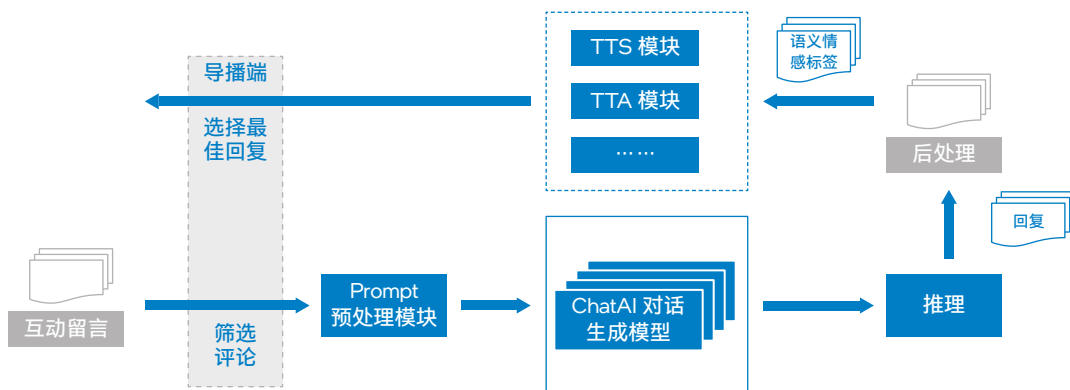 TTS 模块
语义情
感标签
导播端
TTA 模块
选择最
佳回复
……
后处理
回复
Prompt
预处理模块
ChatAI 对话
生成模型
推理
互动留言
筛选
评论